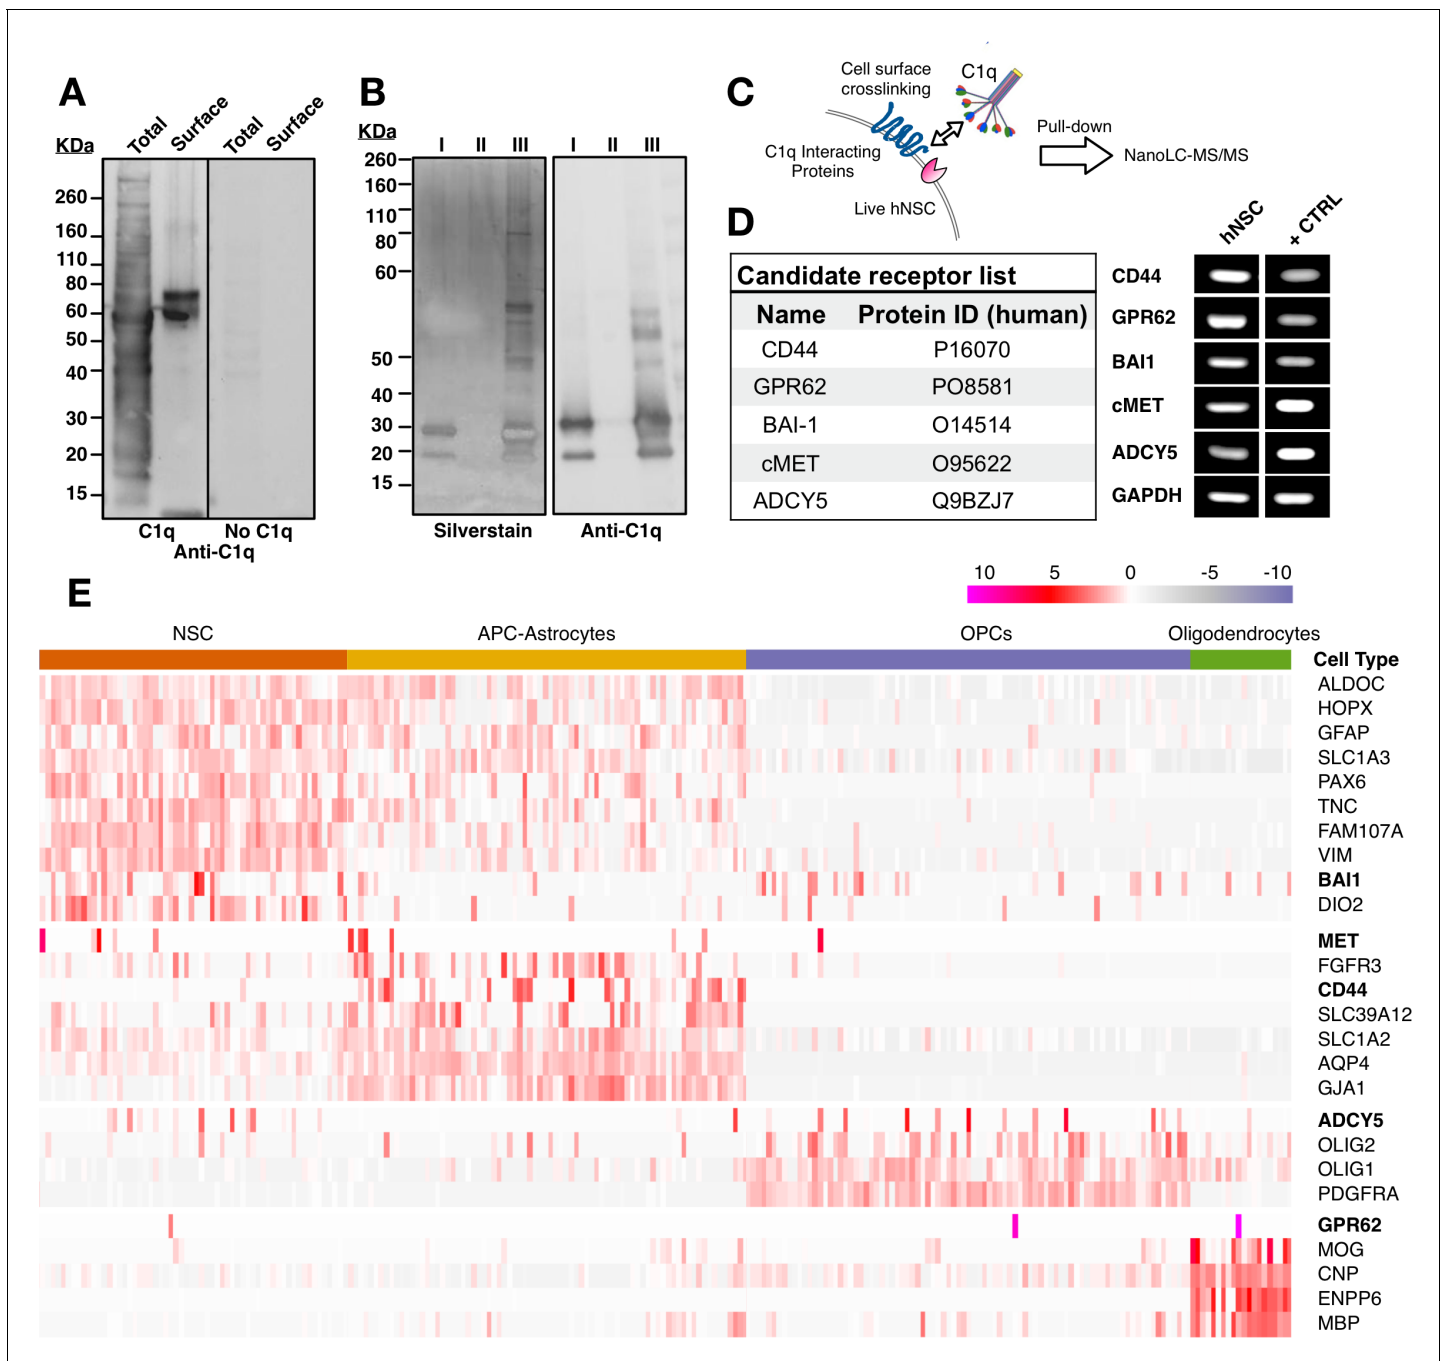 A
KDa
Total
Surface
Total
Surface
260
160
110
80
60
50
40
30
20
15
C1q
No C1q
Anti-C1q
B
KDa
I II III I II III
260
160
110
80
60
50
40
30
20
15
Silverstain
Anti-C1q
C
Cell surface
crosslinking
C1q
C1q Interacting
Proteins
Live hNSC
Pull-down
NanoLC-MS/MS
D
Candidate receptor list
Name Protein ID (human)
CD44 P16070
GPR62 PO8581
BAI-1 O14514
cMET O95622
ADCY5 Q9BZJ7
hNSC
+ CTRL
CD44
GPR62
BAI1
cMET
ADCY5
GAPDH
E
10 5 0 -5 -10
NSC APC-Astrocytes OPCs Oligodendrocytes
Cell Type
ALDOC
HOPX
GFAP
SLC1A3
PAX6
TNC
FAM107A
VIM
BAI1
DIO2
MET
FGFR3
CD44
SLC39A12
SLC1A2
AQP4
GJA1
ADCY5
OLIG2
OLIG1
PDGFRA
GPR62
MOG
CNP
ENPP6
MBP